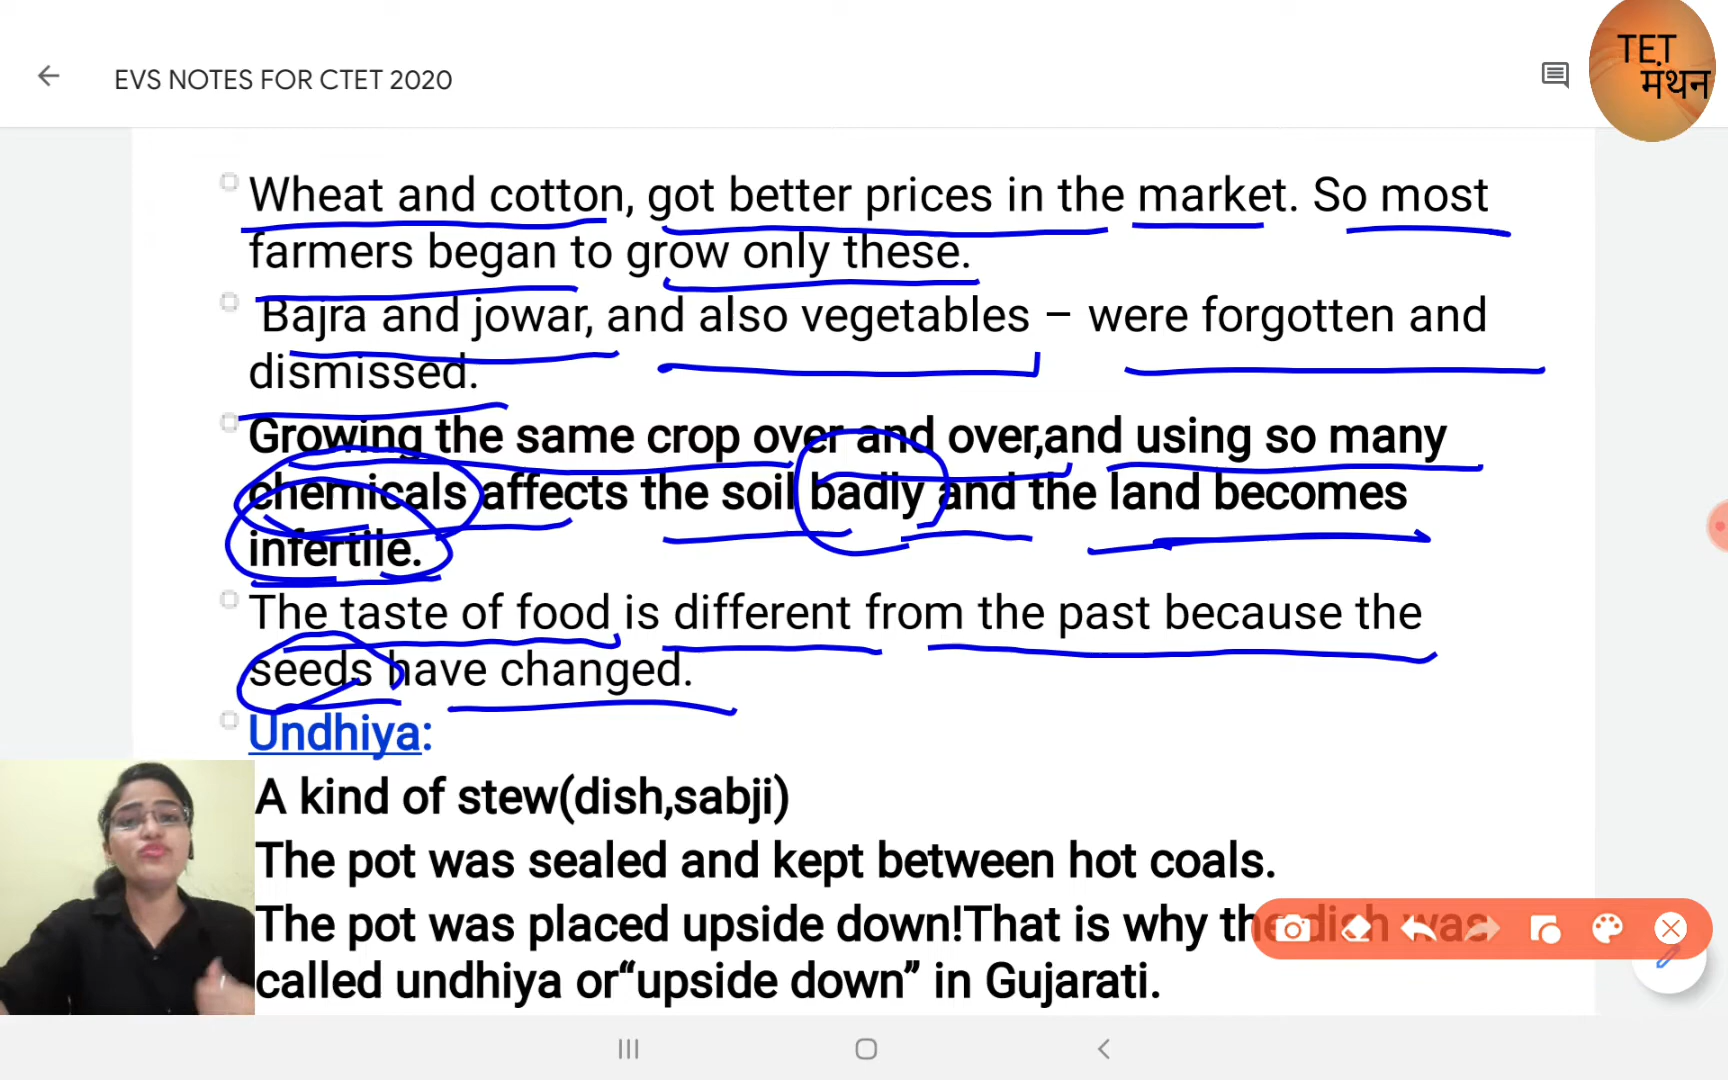 EVS NOTES FOR CTET 2020
TET
मंथन
Wheat and cotton, got better prices in the market. So most
farmers began to grow only these.
Bajra and jowar, and also vegetables – were forgotten and
dismissed.
Growing the same crop over and over,and using so many
chemicals affects the soil badly and the land becomes
infertile.
The taste of food is different from the past because the
seeds have changed.
Undhiya:
A kind of stew(dish,sabji)
The pot was sealed and kept between hot coals.
The pot was placed upside down!That is why the dish was
called undhiya or“upside down” in Gujarati.